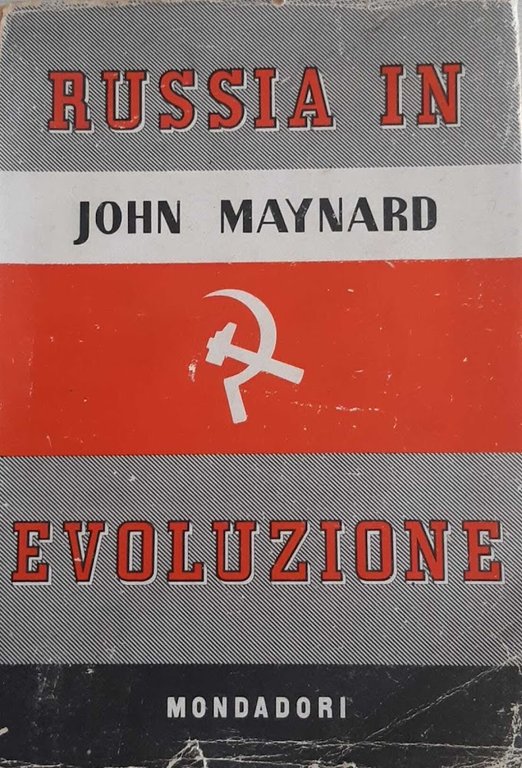 RUSSIA IN
JOHN MAYNARD
EVOLUZIONE
MONDADORI